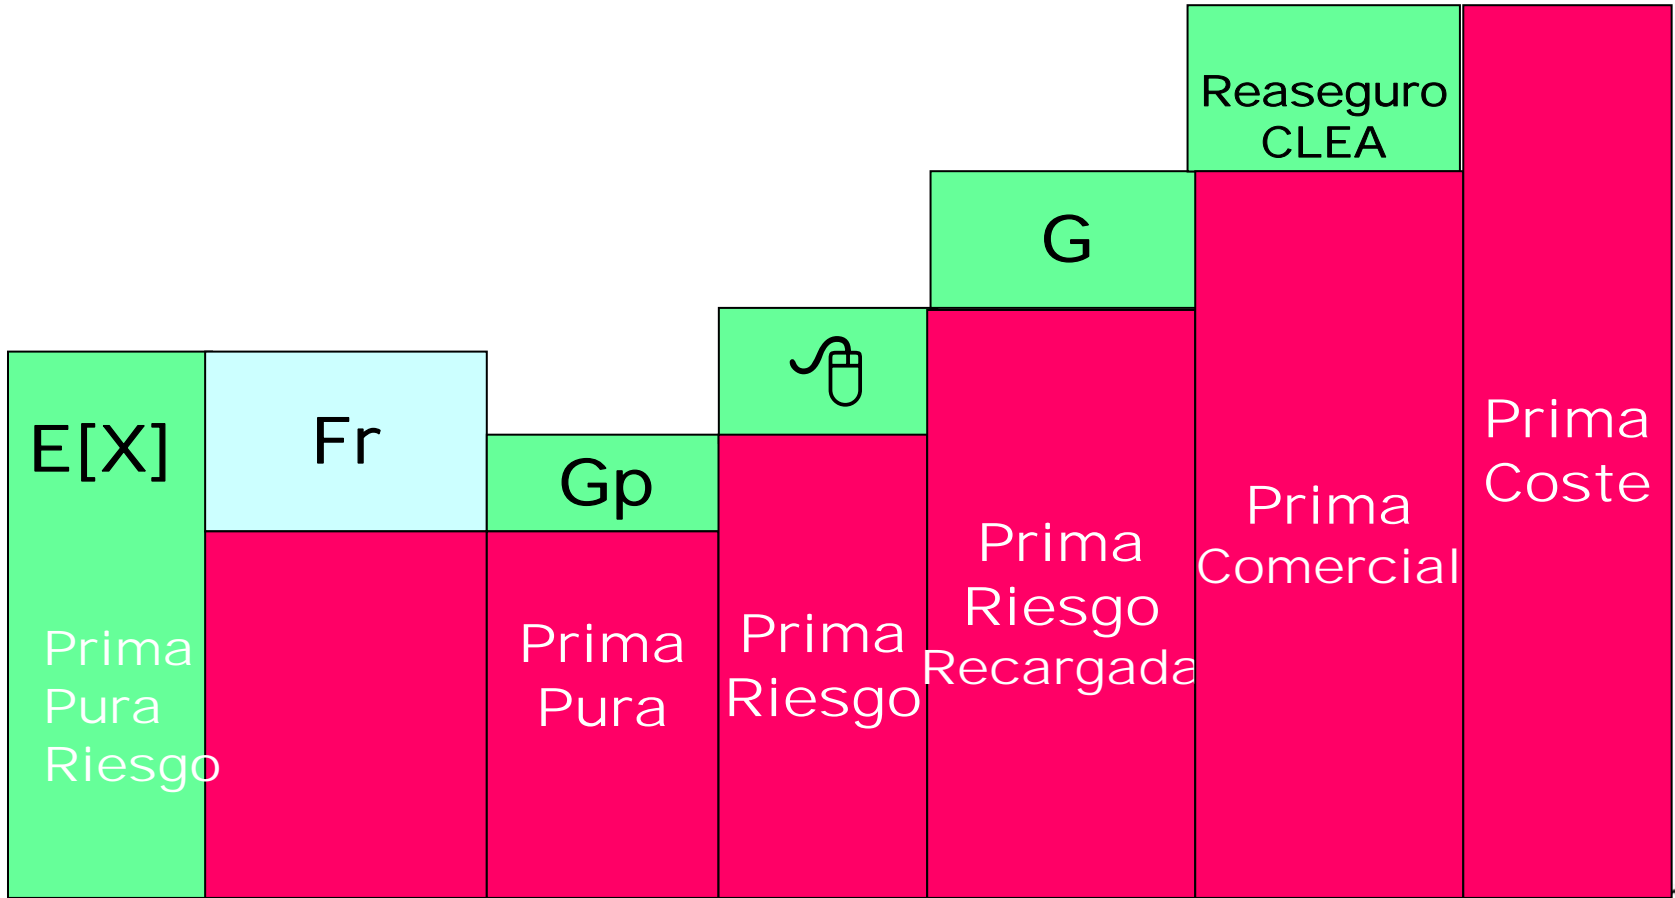 E[X]
Prima
Pura
Riesgo
Fr
Gp
Prima
Pura
Prima
Riesgo
G
Prima
Riesgo
Recargada
Reaseguro
CLEA
Prima
Comercial
Prima
Coste